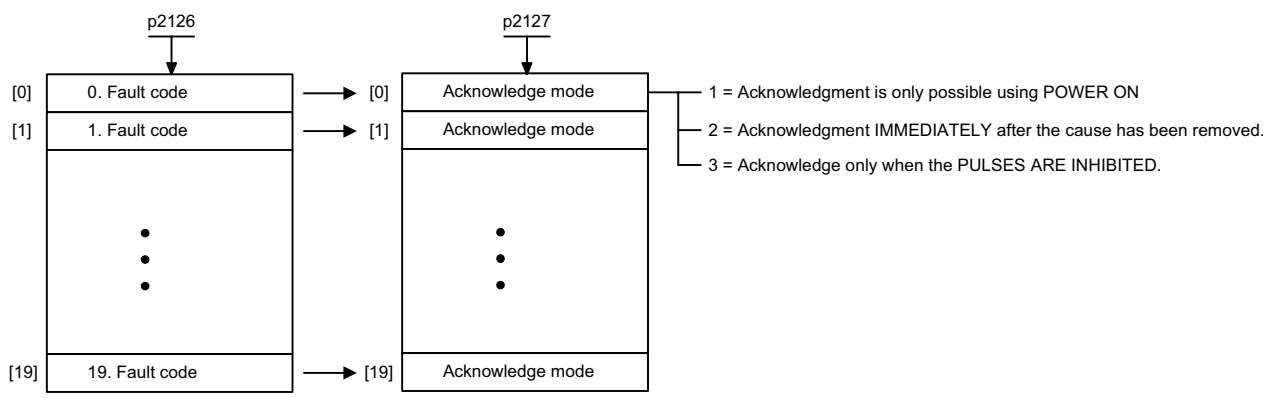 p2126 p2127
[0] 0. Fault code [0] Acknowledge mode 1 = Acknowledgment is only possible using POWER ON
[1] 1. Fault code [1] Acknowledge mode 2 = Acknowledgment IMMEDIATELY after the cause has been removed.
3 = Acknowledge only when the PULSES ARE INHIBITED.
[19] 19. Fault code [19] Acknowledge mode